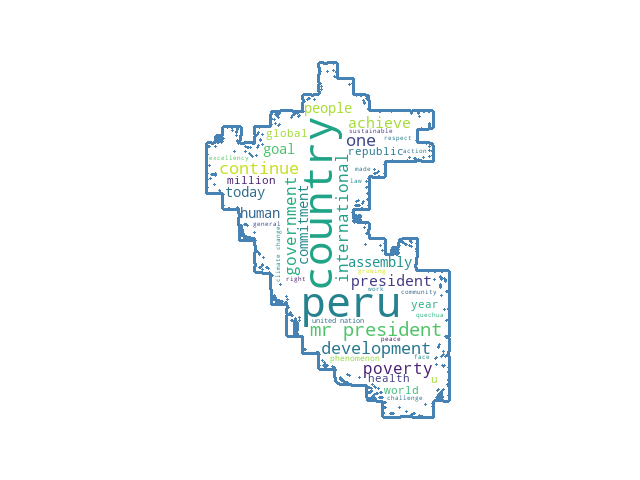 people
achieve
sustainable
global
one
respect
goal
republic
action
excellency
continue
made
million
law
today
human
general
country
government
commitment
international
climate change
assembly
growing
right
president
work
community
peru
year
quechua
united nation
mr president
peace
development
face
phenomenon
poverty
health
u
world
challenge